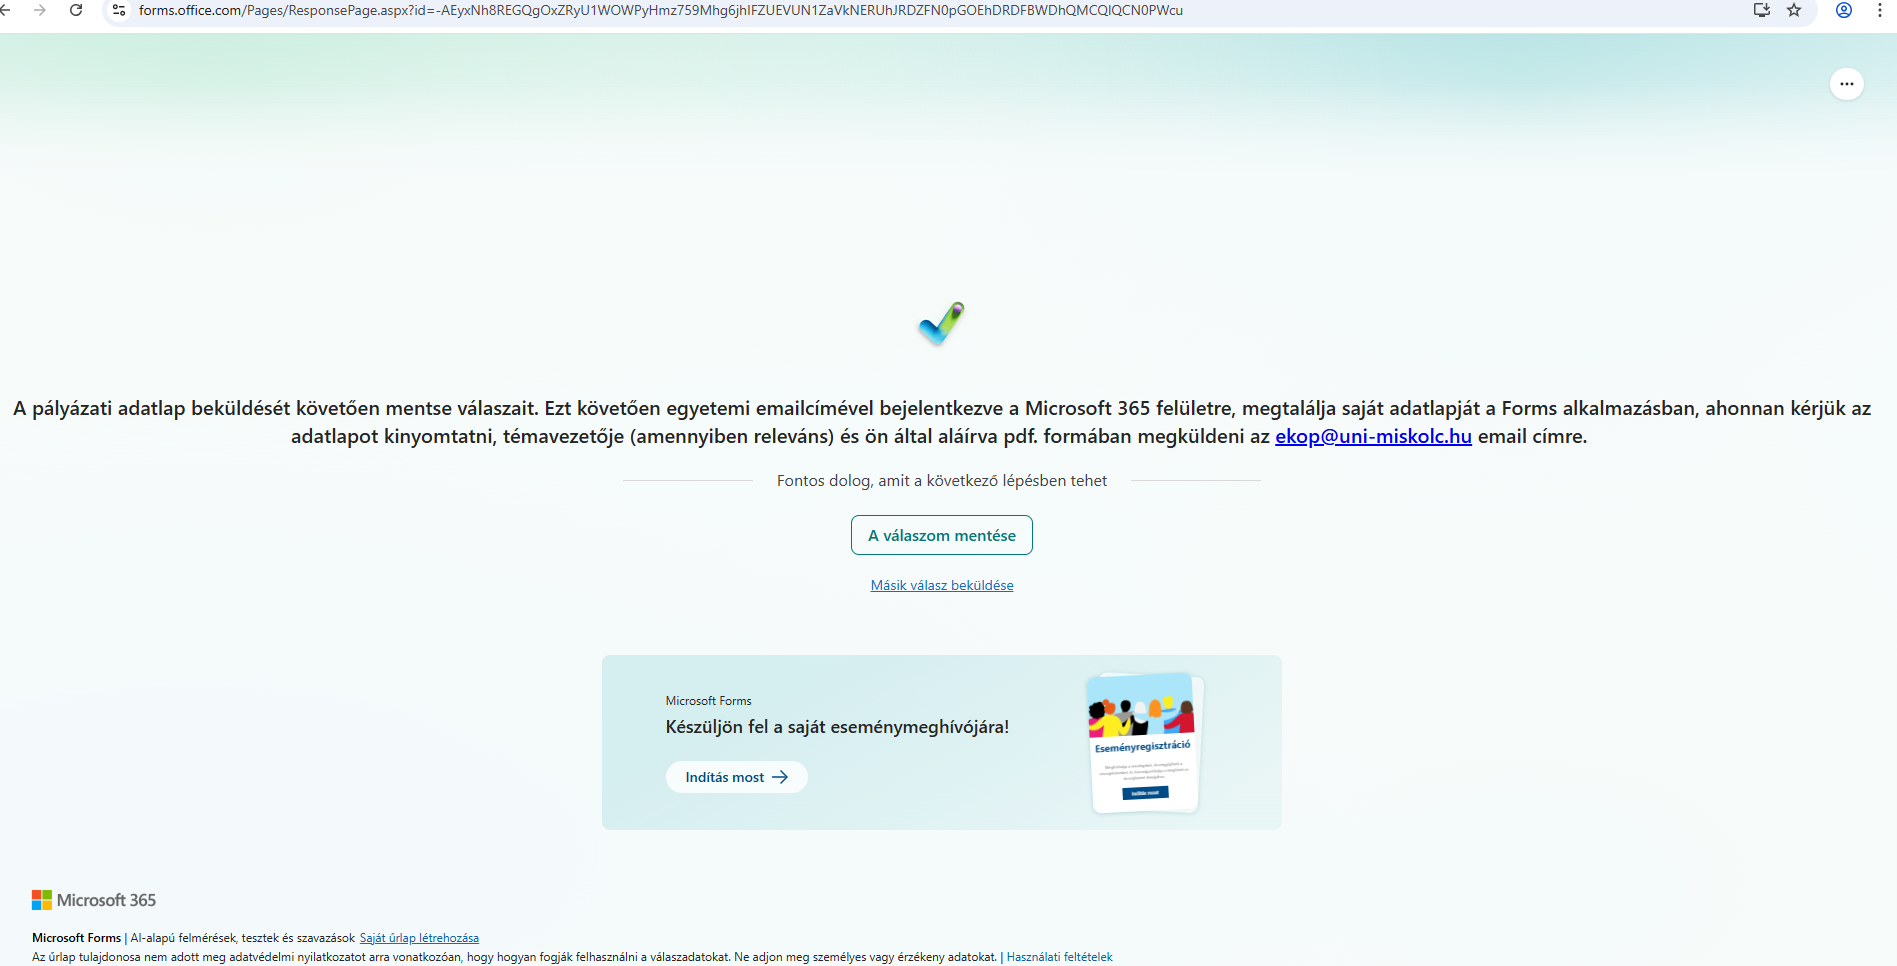 forms.office.com/Pages/ResponsePage.aspx?id=-AEyxNh8REGQgOxZRyU1WOWPyHmz759Mhg6jhIFZUEVUN1ZaVkNERUhJRDZFN0pGOEhDRDFBWDhQMCQlQCN0PWcu
A pályázati adatlap beküldését követően mentse válaszait. Ezt követően egyetemi emailcímével bejelentkezve a Microsoft 365 felületre, megtalálja saját adatlapját a Forms alkalmazásban, ahonnan kérjük az
adatlapot kinyomtatni, témavezetője (amennyiben releváns) és ön által aláírva pdf. formában megküldeni az ekop@uni-miskolc.hu email címre.
Fontos dolog, amit a következő lépésben tehet
A válaszom mentése
Másik válasz beküldése
Microsoft Forms
Készüljön fel a saját eseménymeghívójára!
Indítás most
Eseményregisztráció
Indítás most
Microsoft 365
Microsoft Forms | AI-alapú felmérések, tesztek és szavazások Saját űrlap létrehozása
Az űrlap tulajdonosa nem adott meg adatvédelmi nyilatkozatot arra vonatkozóan, hogy hogyan fogják felhasználni a válaszadatokat. Ne adjon meg személyes vagy érzékeny adatokat. | Használati feltételek